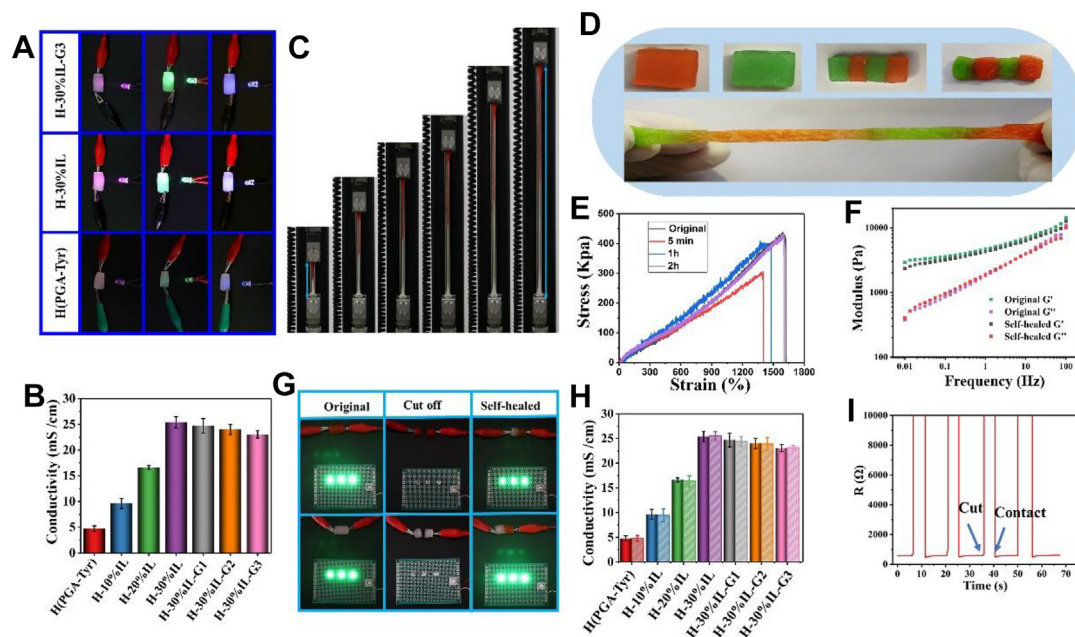 A
H-30%IL-G3
H-30%IL
H(PGA-Tyr)
B
Conductivity (mS /cm)
30
25
20
15
10
5
0
H(PGA-Tyr)
H-10%IL
H-20%IL
H-30%IL
H-30%IL-G1
H-30%IL-G2
H-30%IL-G3
C
D
E
Stress (Kpa)
500
400
300
200
100
0
Original
5 min
1h
2h
0 300 600 900 1200 1500 1800
Strain (%)
F
Modulus (Pa)
10000
1000
100
Original G'
Original G''
Self-healed G'
Self-healed G''
0.01 0.1 1 10 100
Frequency (IIz)
G
Original Cut off Self-healed
H
Conductivity (mS /cm)
30
25
20
15
10
5
0
H(PGA-Tyr)
H-10%IL
H-20%IL
H-30%IL
H-30%IL-G1
H-30%IL-G2
H-30%IL-G3
I
R (Ω)
10000
8000
6000
4000
2000
0
Cut
Contact
0 10 20 30 40 50 60 70
Time (s)